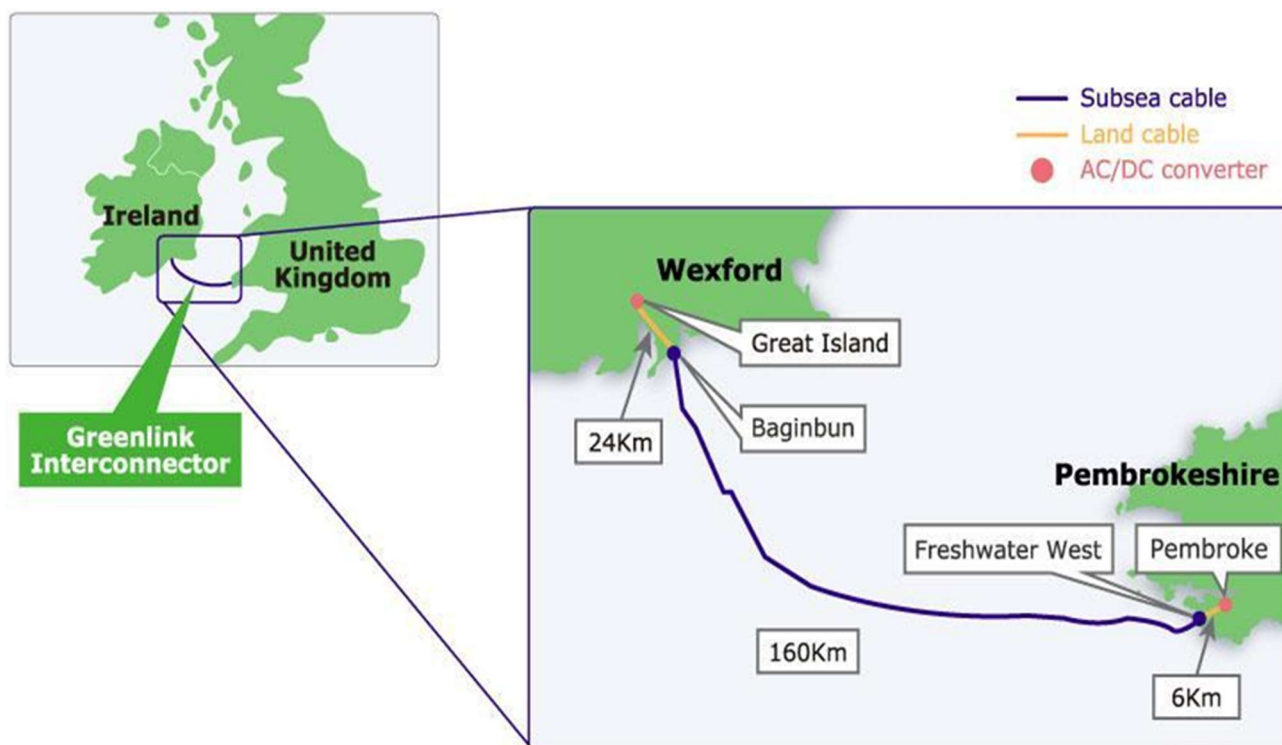 Ireland
United
Kingdom
Greenlink
Interconnector
Subsea cable
Land cable
AC/DC converter
Wexford
Great Island
24Km
Baginbun
Pembrokeshire
Freshwater West
Pembroke
160Km
6Km